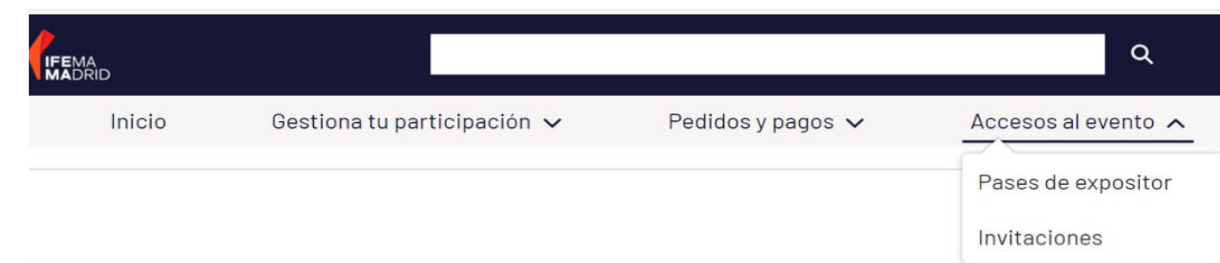 IFEMA
MADRID
Inicio
Gestiona tu participación
Pedidos y pagos
Accesos al evento
Pases de expositor
Invitaciones